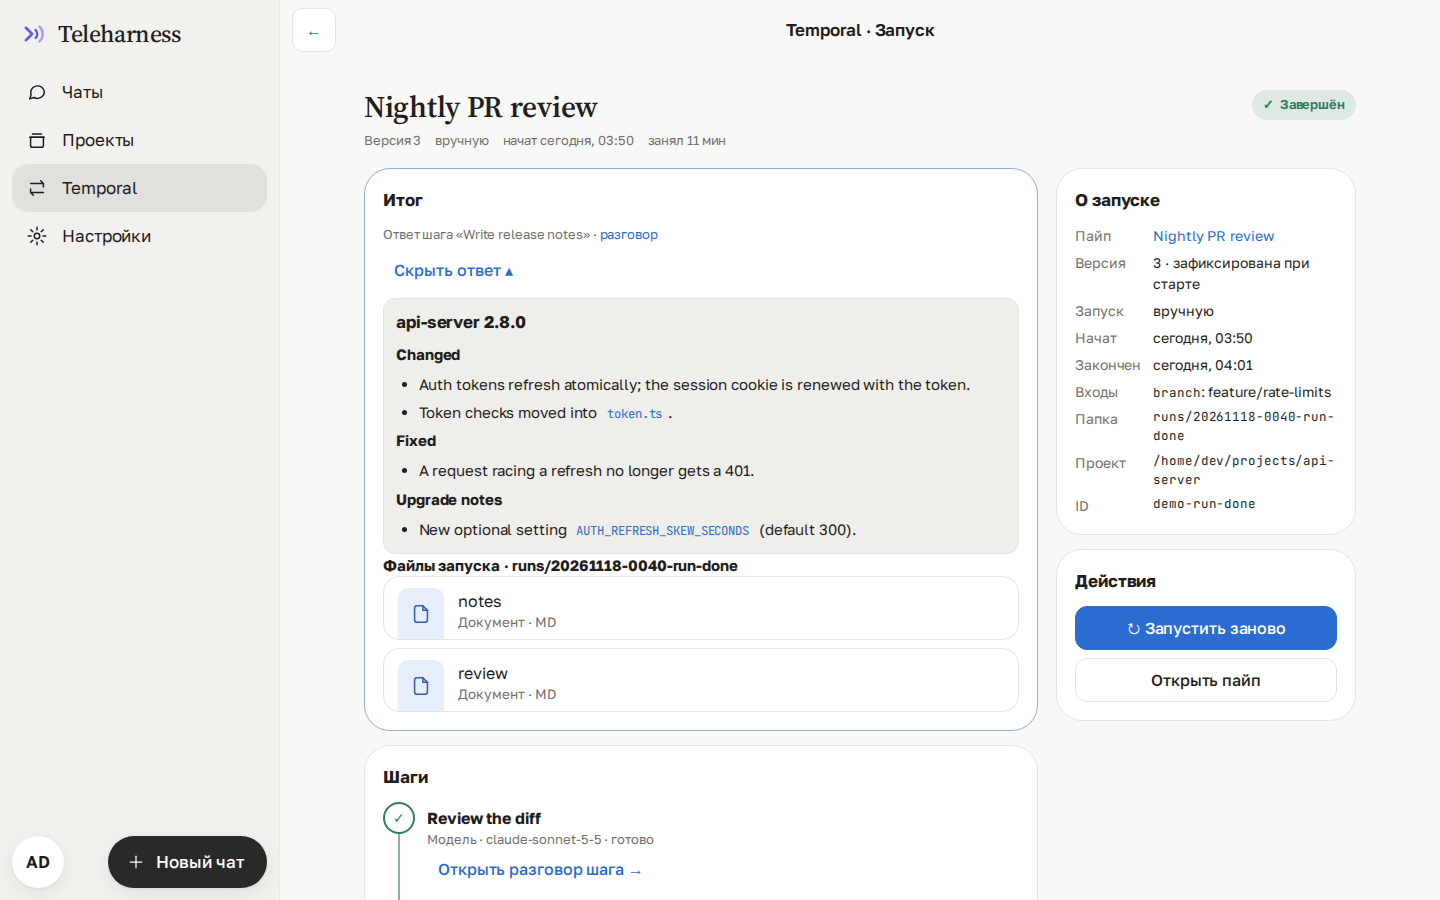 Teleharness
Чаты
Проекты
Temporal
Настройки
AD
+ Новый чат
←
Temporal · Запуск
Nightly PR review
✓ Завершён
Версия 3 вручную начат сегодня, 03:50 занял 11 мин
Итог
Ответ шага «Write release notes» · разговор
Скрыть ответ ▴
api-server 2.8.0
Changed
• Auth tokens refresh atomically; the session cookie is renewed with the token.
• Token checks moved into token.ts .
Fixed
• A request racing a refresh no longer gets a 401.
Upgrade notes
• New optional setting AUTH_REFRESH_SKEW_SECONDS (default 300).
Файлы запуска · runs/20261118-0040-run-done
notes
Документ · MD
review
Документ · MD
Шаги
✓ Review the diff
Модель · claude-sonnet-5-5 · готово
Открыть разговор шага →
О запуске
Пайп Nightly PR review
Версия 3 · зафиксирована при
старте
Запуск вручную
Начат сегодня, 03:50
Закончен сегодня, 04:01
Входы branch: feature/rate-limits
Папка runs/20261118-0040-run-
done
Проект /home/dev/projects/api-
server
ID demo-run-done
Действия
↻ Запустить заново
Открыть пайп